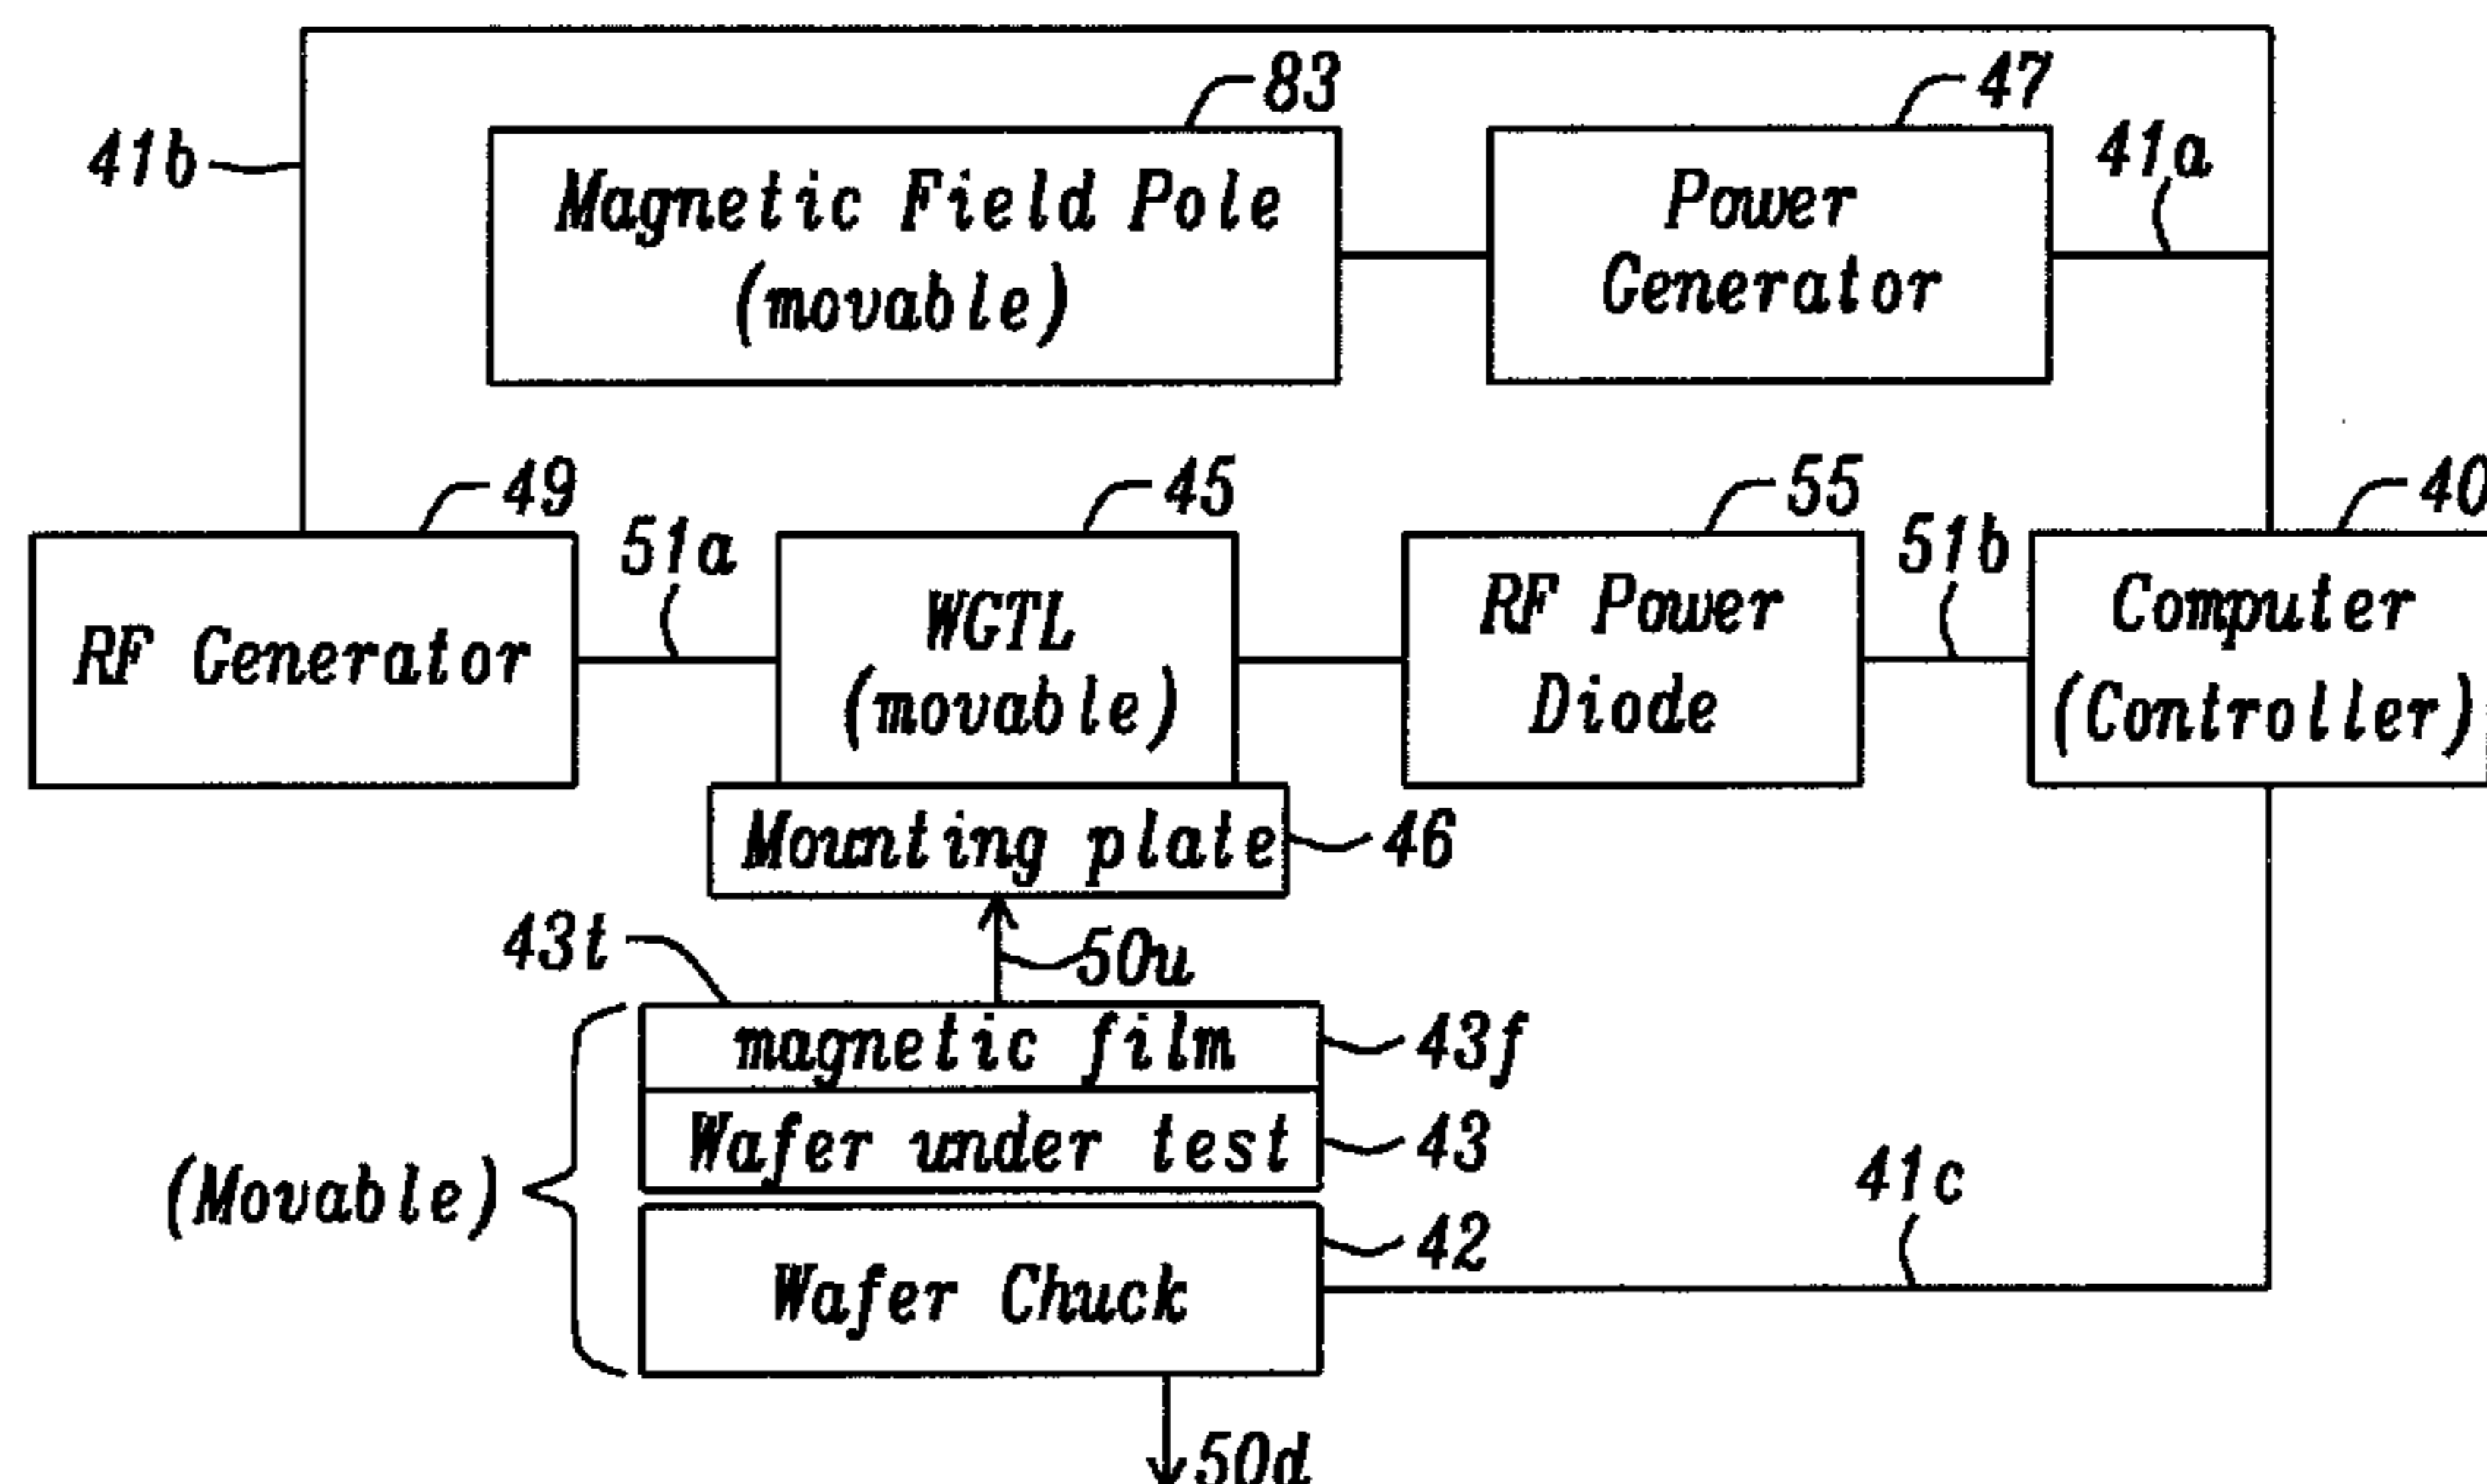 83
47
41b
41a
Magnetic Field Pole
(movable)
Power
Generator
49
45
55
40
51a
51b
RF Generator
WGTL
(movable)
RF Power
Diode
Computer
(Controller)
Mounting plate
46
43t
50u
magnetic film
43f
Wafer under test
43
(Movable)
41c
42
Wafer Chuck
50d